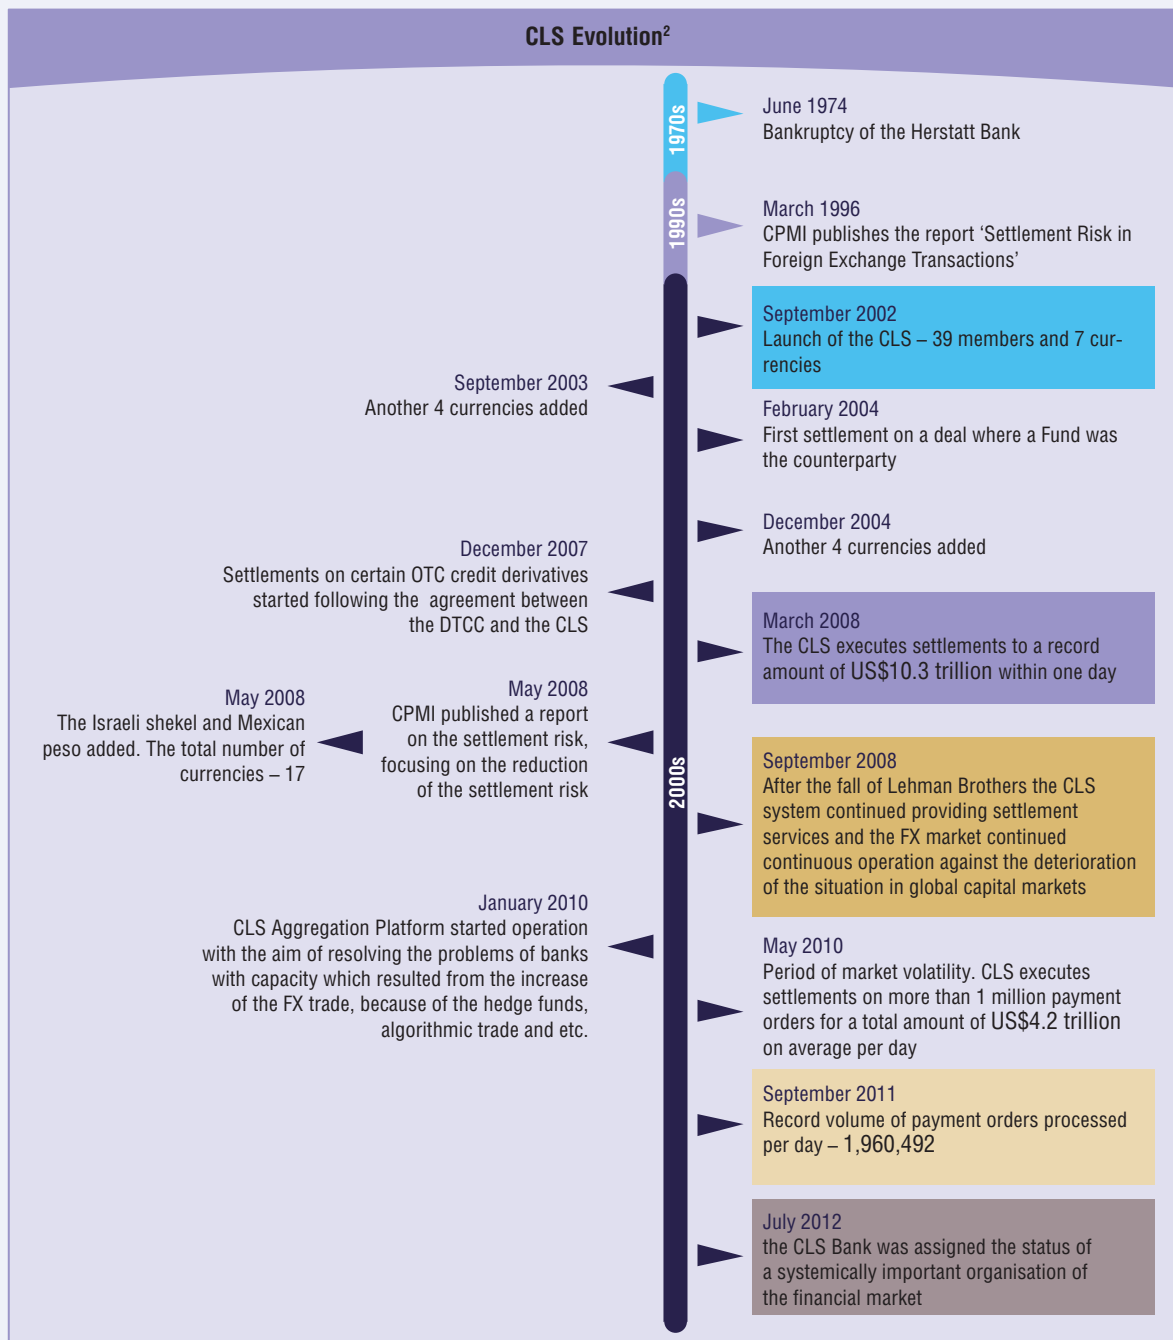 CLS Evolution2
1970s
June 1974
Bankruptcy of the Herstatt Bank
1990s
March 1996
CPMI publishes the report ‘Settlement Risk in
Foreign Exchange Transactions’
September 2002
Launch of the CLS – 39 members and 7 cur-
rencies
September 2003
Another 4 currencies added
February 2004
First settlement on a deal where a Fund was
the counterparty
December 2004
Another 4 currencies added
December 2007
Settlements on certain OTC credit derivatives
started following the agreement between
the DTCC and the CLS
March 2008
The CLS executes settlements to a record
amount of US$10.3 trillion within one day
May 2008
CPMI published a report
on the settlement risk,
focusing on the reduction
of the settlement risk
May 2008
The Israeli shekel and Mexican
peso added. The total number of
currencies – 17
2000s
September 2008
After the fall of Lehman Brothers the CLS
system continued providing settlement
services and the FX market continued
continuous operation against the deterioration
of the situation in global capital markets
January 2010
CLS Aggregation Platform started operation
with the aim of resolving the problems of banks
with capacity which resulted from the increase
of the FX trade, because of the hedge funds,
algorithmic trade and etc.
May 2010
Period of market volatility. CLS executes
settlements on more than 1 million payment
orders for a total amount of US$4.2 trillion
on average per day
September 2011
Record volume of payment orders processed
per day – 1,960,492
July 2012
the CLS Bank was assigned the status of
a systemically important organisation of
the financial market